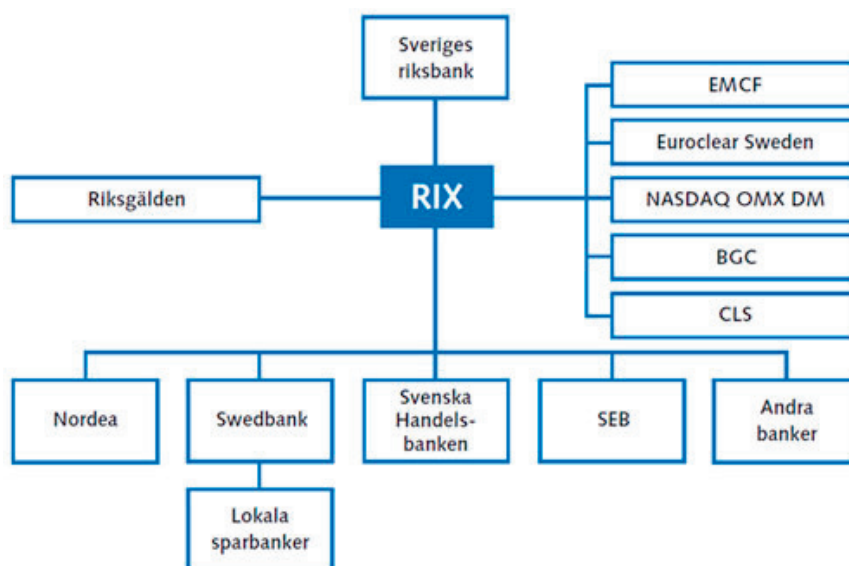 Sveriges
riksbank
EMCF
Euroclear Sweden
Riksgälden
RIX
NASDAQ OMX DM
BGC
CLS
Nordea
Swedbank
Svenska
Handels-
banken
SEB
Andra
banker
Lokala
sparbanker